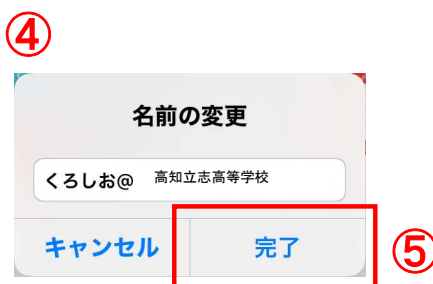 ④
名前の変更
くろしお@ 高知立志高等学校
キャンセル 完了
⑤